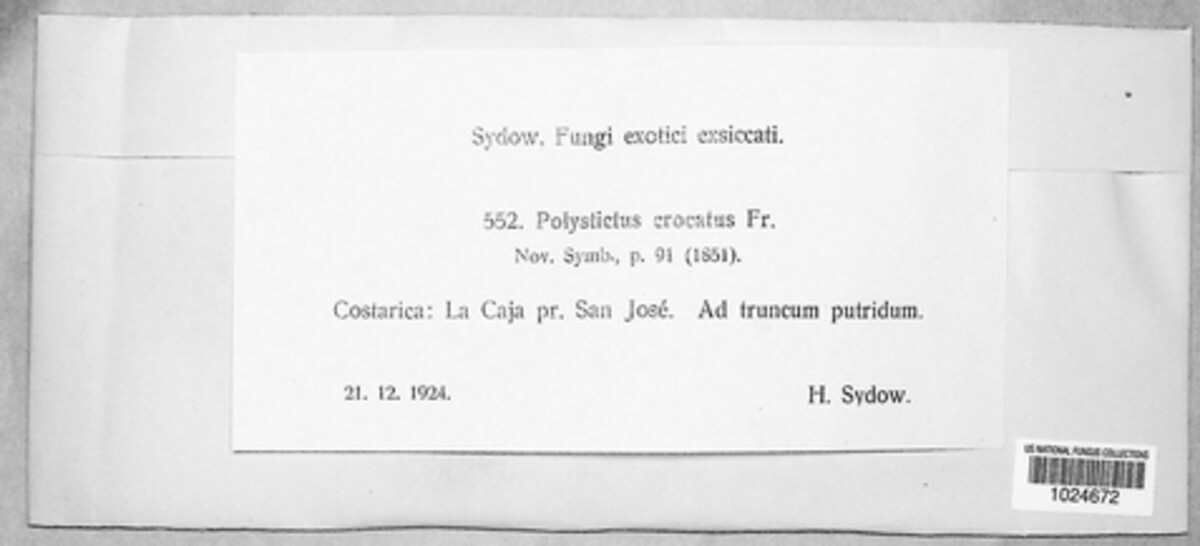 Sydow. Fungi exotici exsiccati.
552. Polystictus crocatus Fr.
Nov. Symb., p. 91 (1851).
Costarica: La Caja pr. San José. Ad truncum putridum.
21. 12. 1924.
H. Sydow.
US NATIONAL FUNGUS COLLECTIONS
1024672